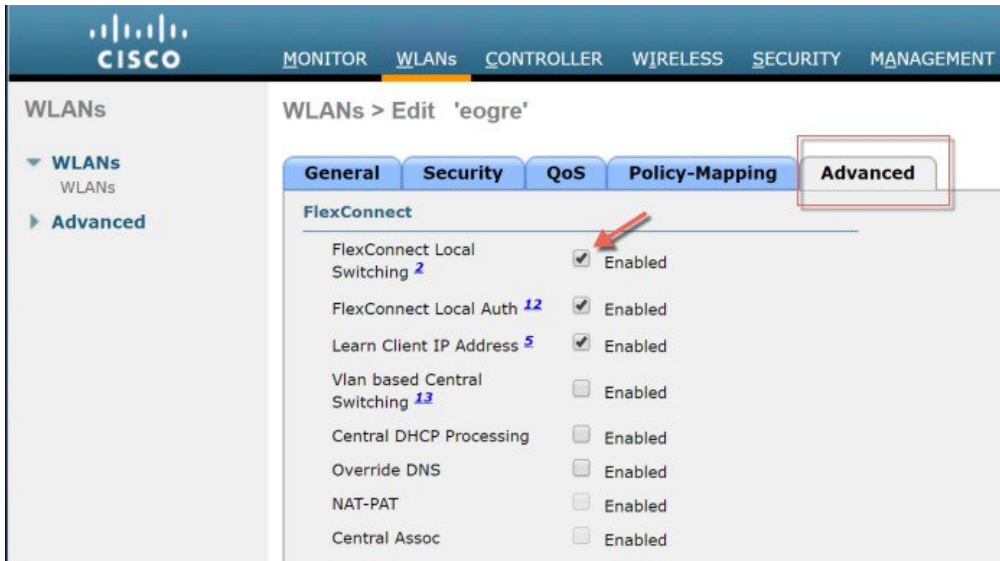 CISCO
MONITOR WLANs CONTROLLER WIRELESS SECURITY MANAGEMENT
WLANs
WLANs > Edit 'eogre'
WLANs
WLANs
Advanced
General Security QoS Policy-Mapping Advanced
FlexConnect
FlexConnect Local
Switching 2 Enabled
FlexConnect Local Auth 12 Enabled
Learn Client IP Address 5 Enabled
Vlan based Central
Switching 13 Enabled
Central DHCP Processing Enabled
Override DNS Enabled
NAT-PAT Enabled
Central Assoc Enabled